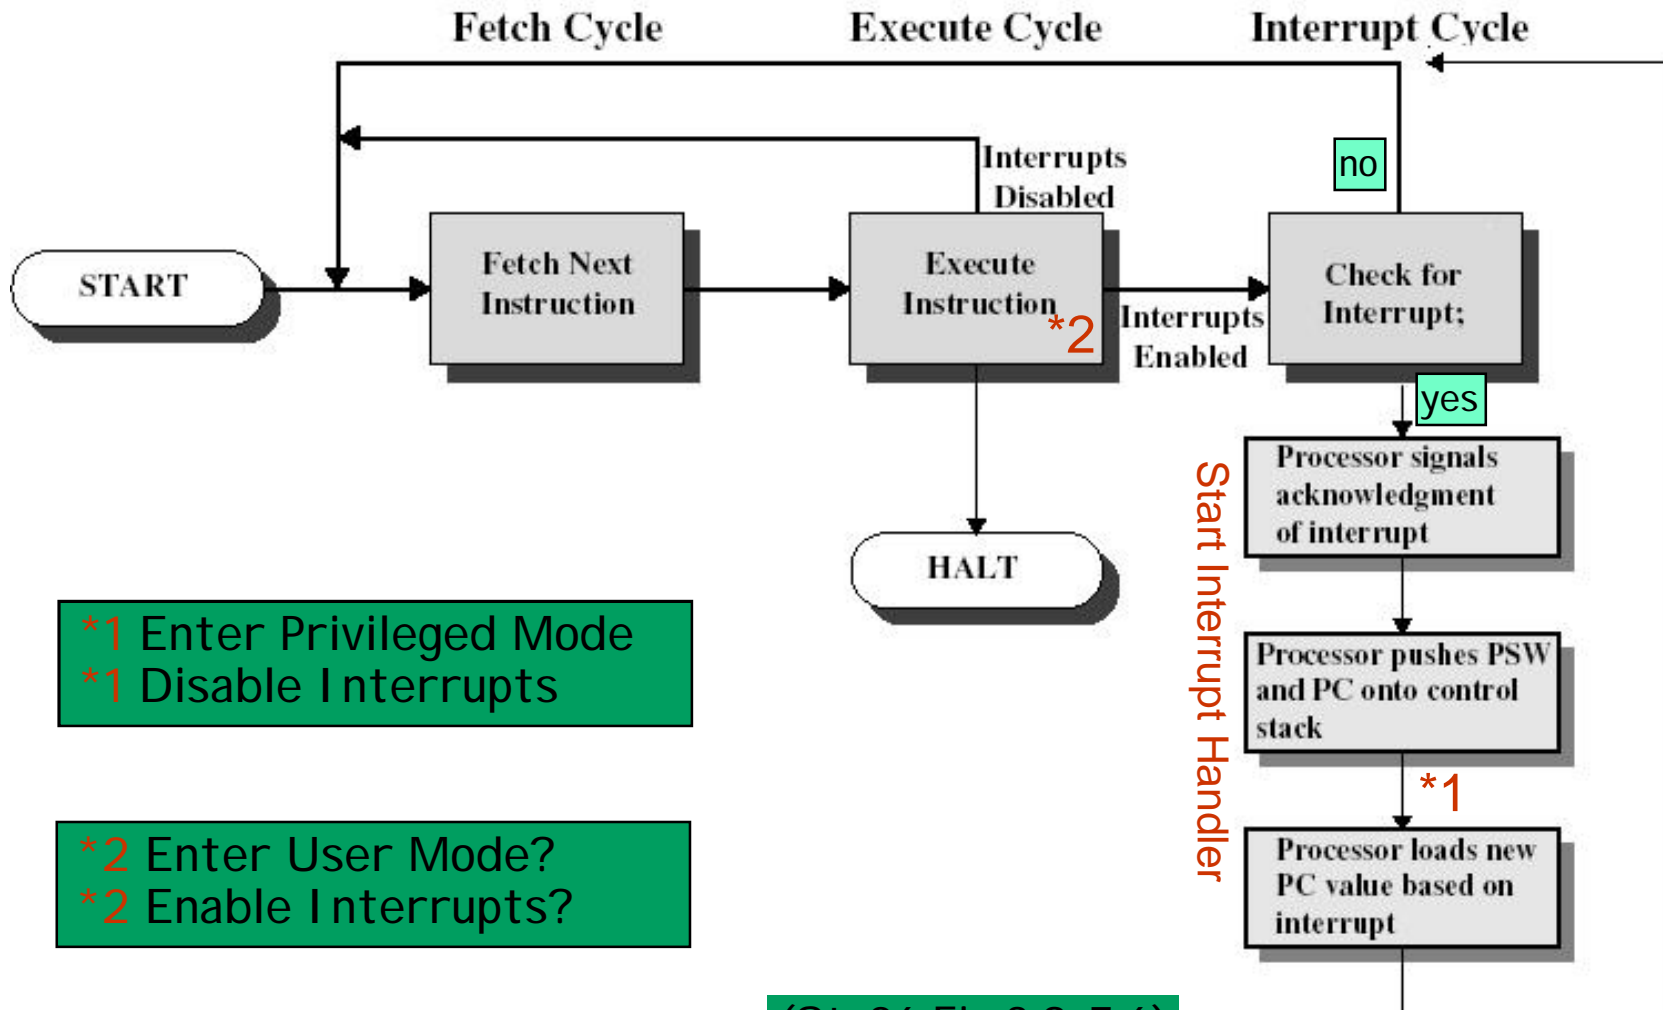 Fetch Cycle
Execute Cycle
Interrupt Cycle
Interrupts
Disabled
no
START
Fetch Next
Instruction
Execute
Instruction
*2
Interrupts
Enabled
Check for
Interrupt;
yes
Processor signals
acknowledgment
of interrupt
HALT
Start Interrupt Handler
*1 Enter Privileged Mode
*1 Disable Interrupts
Processor pushes PSW
and PC onto control
stack
*1
*2 Enter User Mode?
*2 Enable Interrupts?
Processor loads new
PC value based on
interrupt